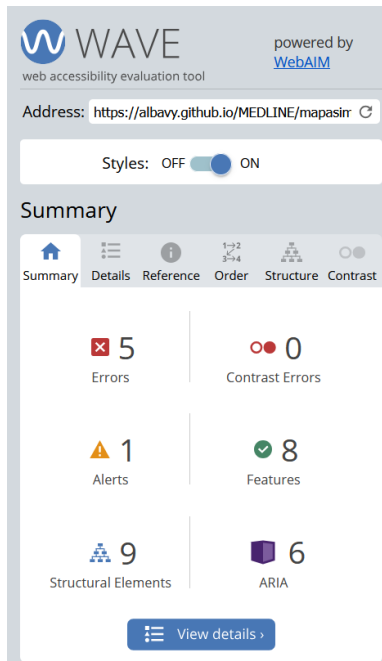 WAVE
web accessibility evaluation tool
powered by
WebAIM
Address: https://albavy.github.io/MEDLINE/mapasim
Styles: OFF ON
Summary
1→2
3→4
Summary Details Reference Order Structure Contrast
5
Errors
0
Contrast Errors
1
Alerts
8
Features
9
Structural Elements
6
ARIA
View details ›